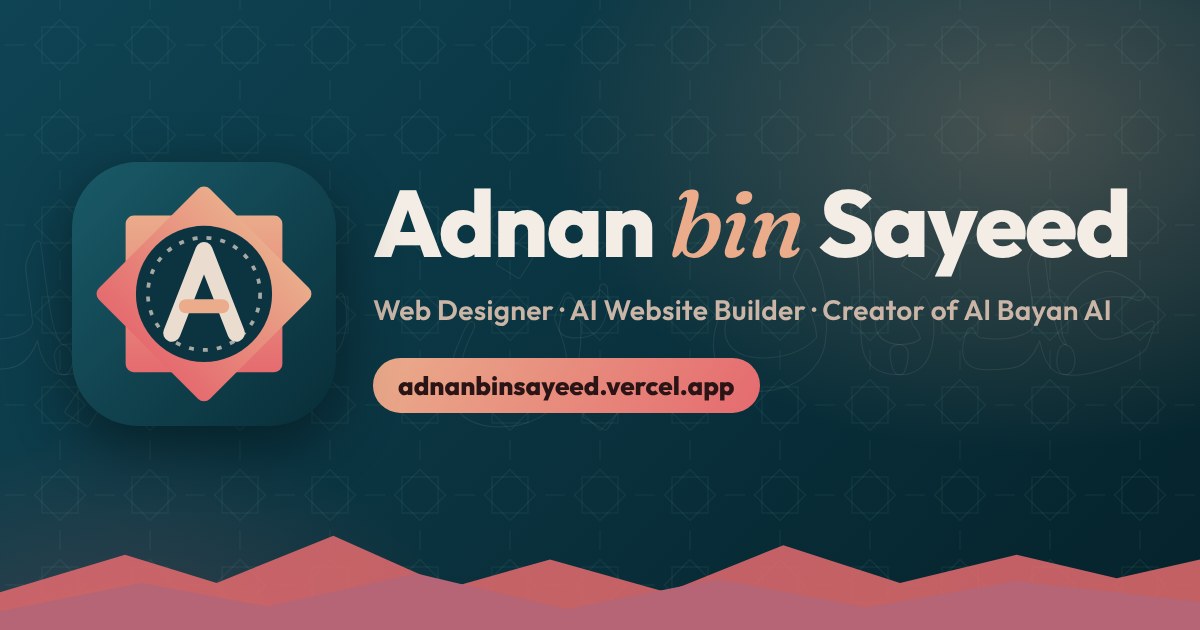 A
Adnan bin Sayeed
Web Designer · AI Website Builder · Creator of Al Bayan AI
adnanbinsayeed.vercel.app